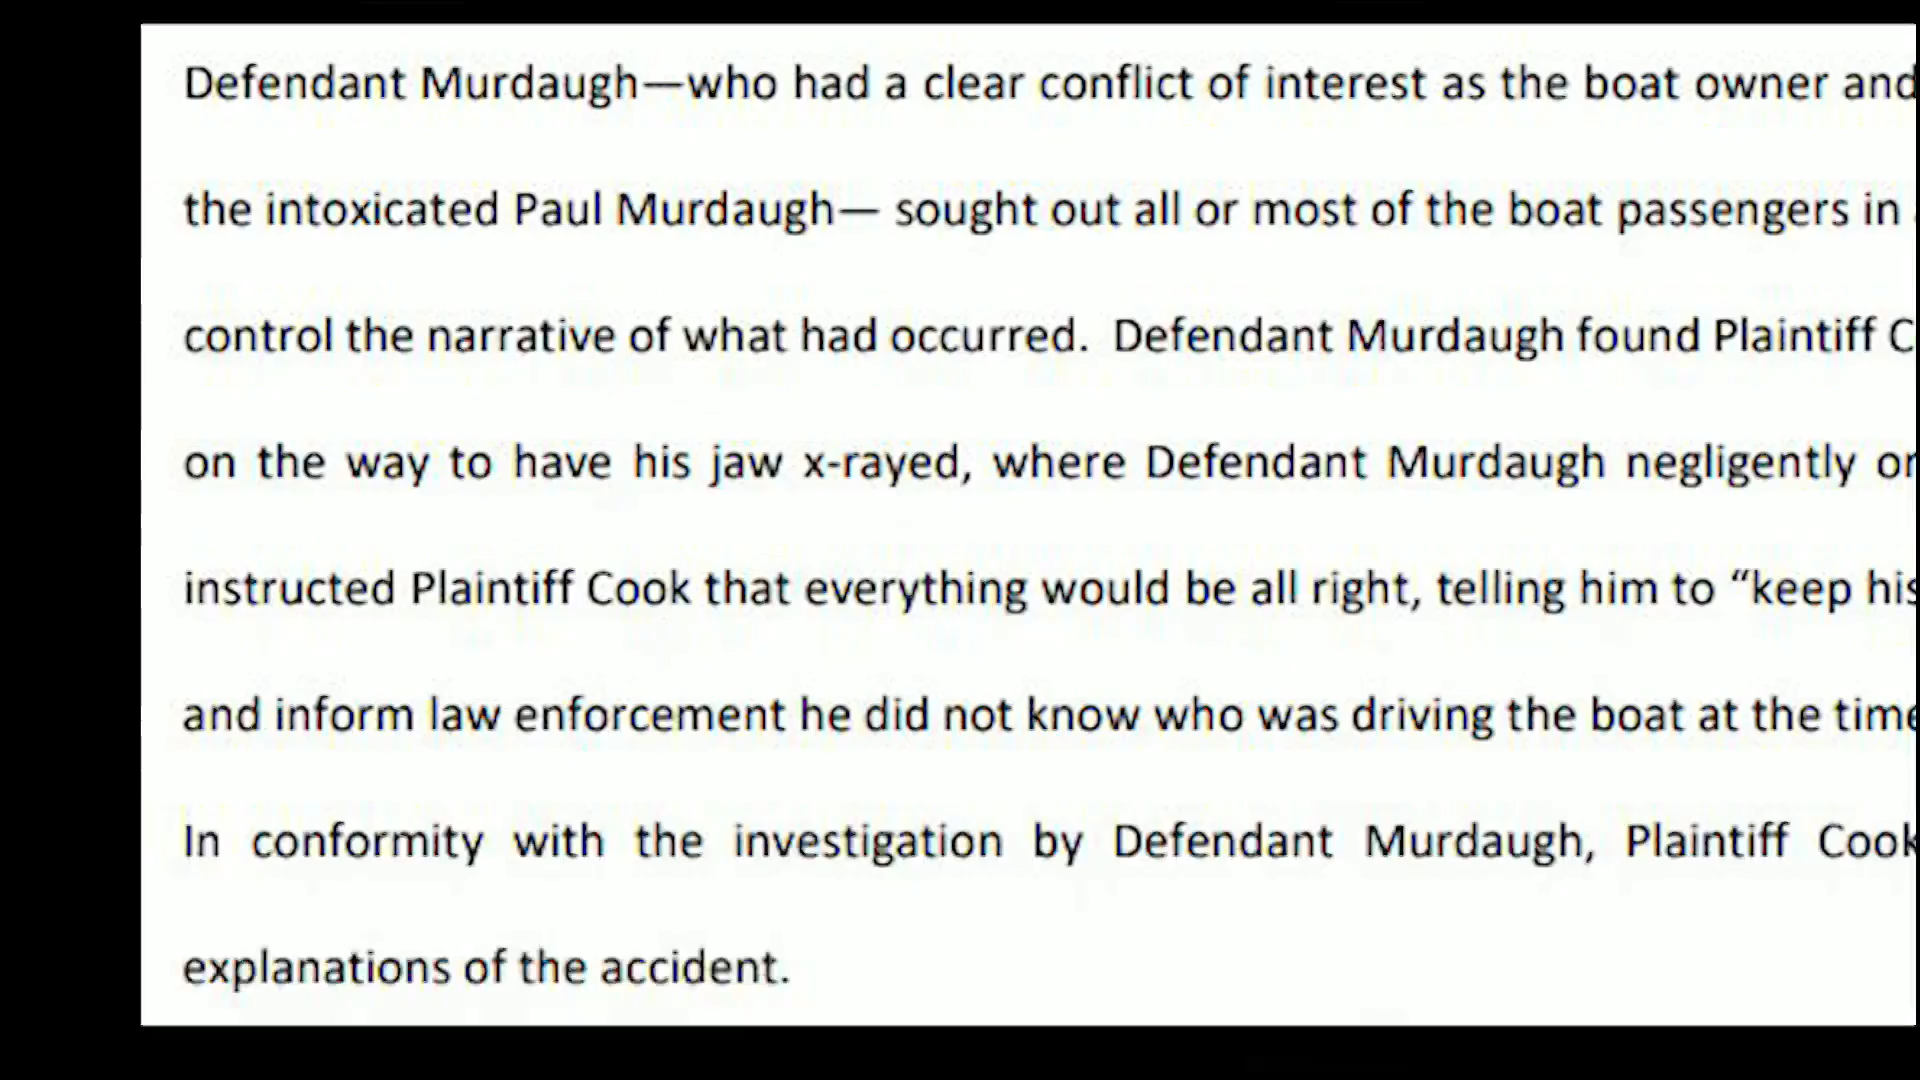 Defendant Murdaugh—who had a clear conflict of interest as the boat owner and
the intoxicated Paul Murdaugh— sought out all or most of the boat passengers in
control the narrative of what had occurred.  Defendant Murdaugh found Plaintiff C
on the way to have his jaw x-rayed, where Defendant Murdaugh negligently or
instructed Plaintiff Cook that everything would be all right, telling him to “keep his
and inform law enforcement he did not know who was driving the boat at the time
In conformity with the investigation by Defendant Murdaugh, Plaintiff Cook
explanations of the accident.